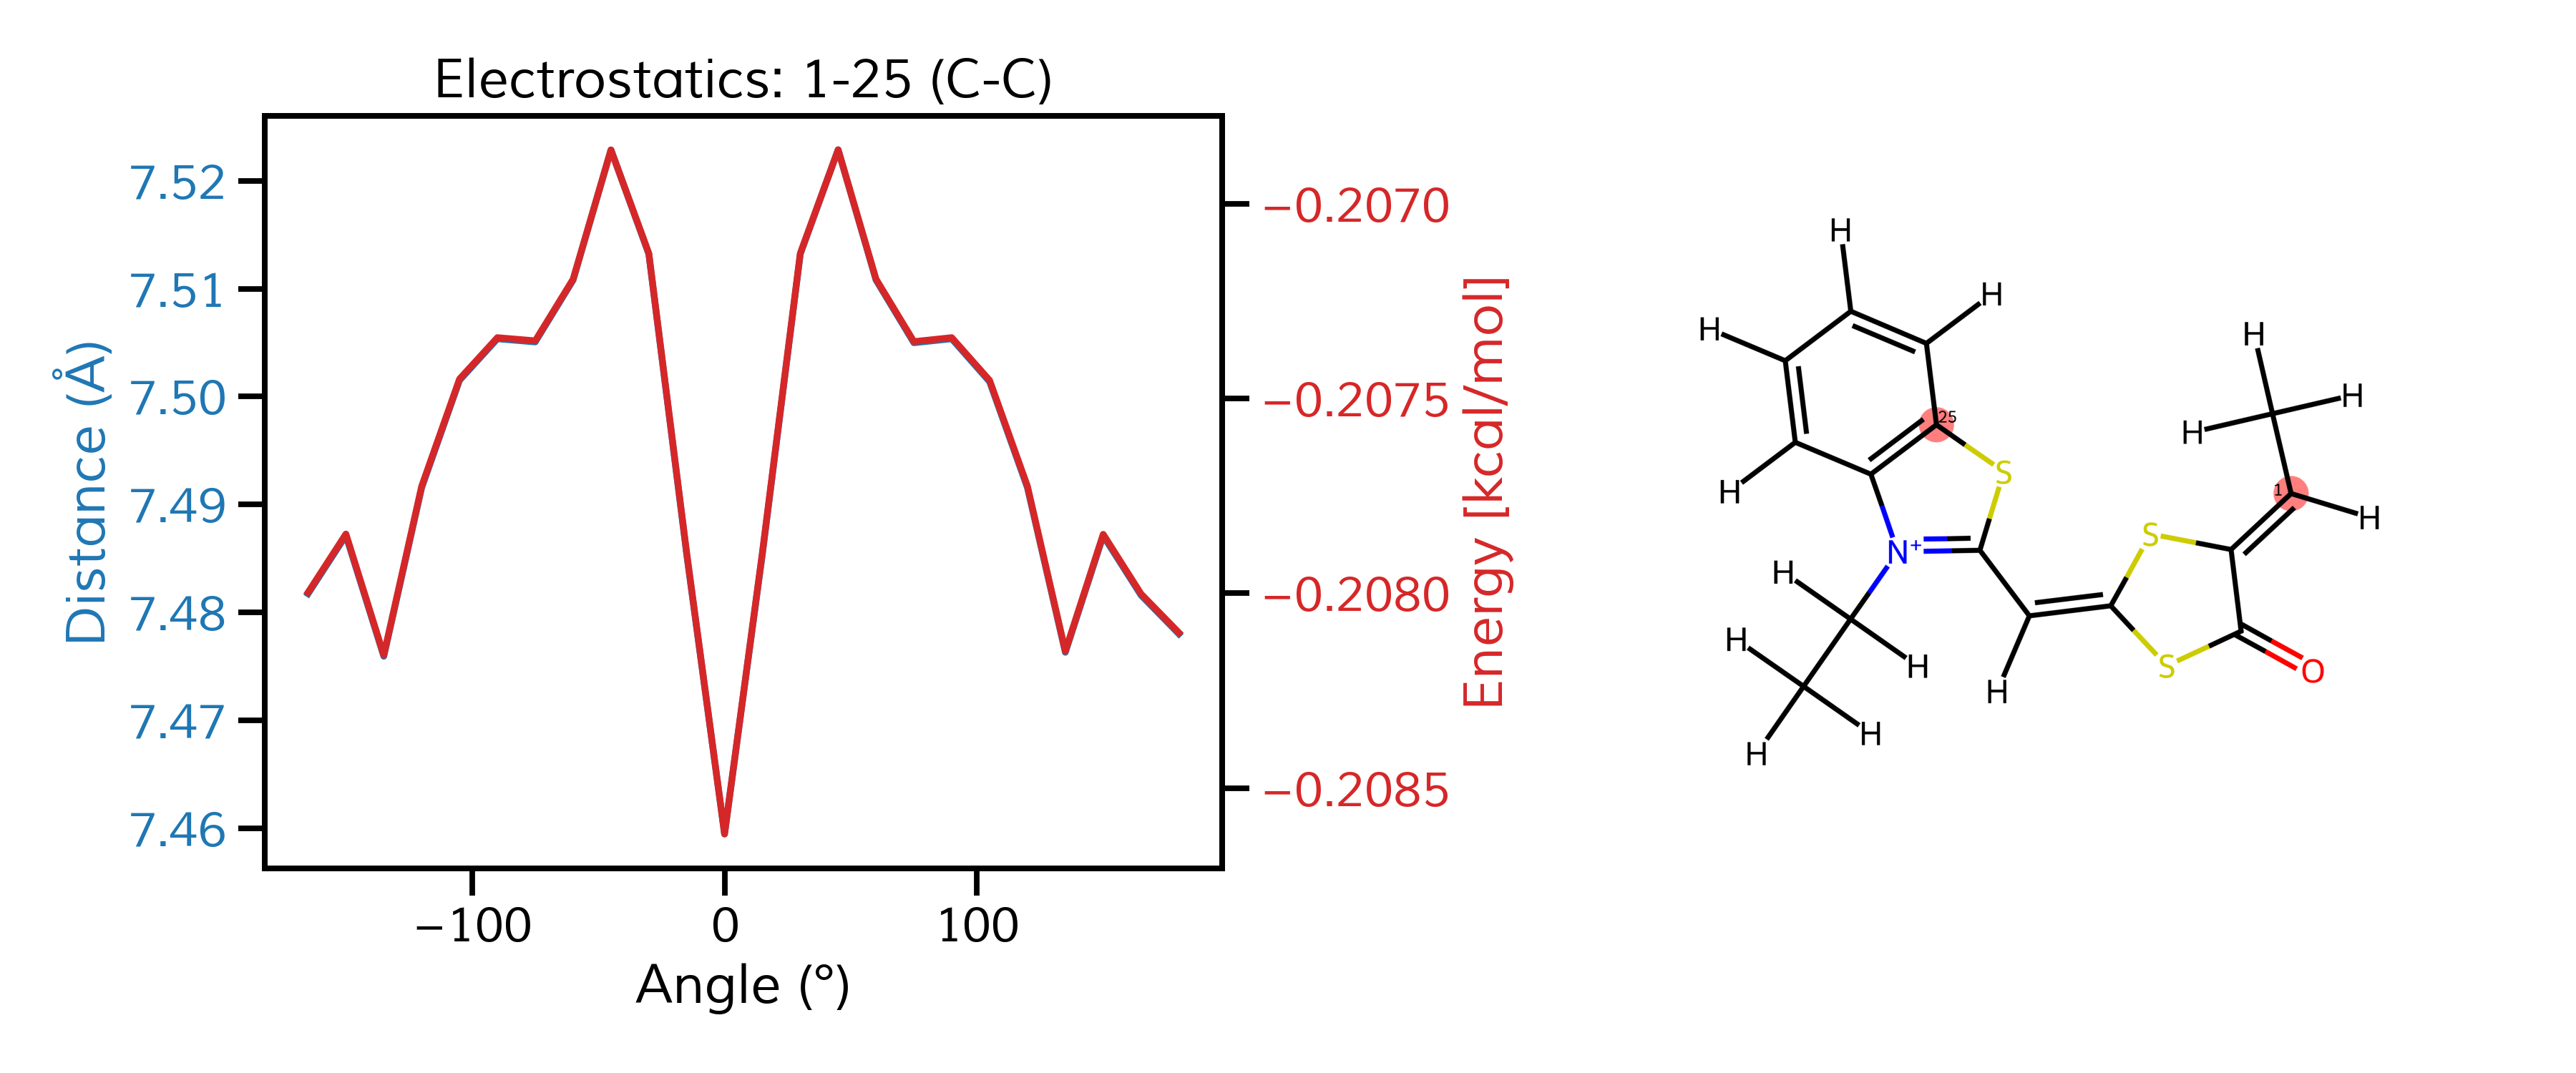 Electrostatics: 1-25 (C-C)
Distance (Å)
7.52
7.51
7.50
7.49
7.48
7.47
7.46
−100
0
100
Angle (°)
−0.2070
−0.2075
−0.2080
−0.2085
Energy [kcal/mol]
H
H
H
H
25
S
N+
H
H
H
H
H
H
H
H
H
1
H
S
S
O